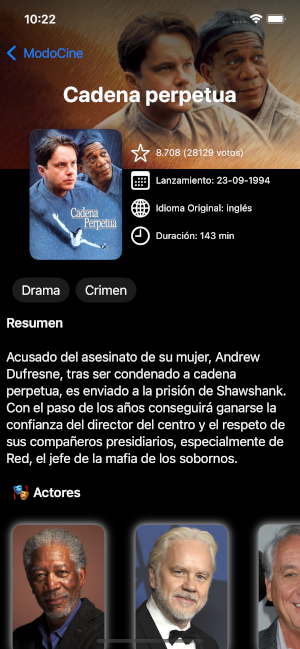 10:22
ModoCine
Cadena perpetua
8.708 (28129 votos)
Cadena
Perpetua
Lanzamiento: 23-09-1994
Idioma Original: inglés
Duración: 143 min
Drama
Crimen
Resumen
Acusado del asesinato de su mujer, Andrew
Dufresne, tras ser condenado a cadena
perpetua, es enviado a la prisión de Shawshank.
Con el paso de los años conseguirá ganarse la
confianza del director del centro y el respeto de
sus compañeros presidiarios, especialmente de
Red, el jefe de la mafia de los sobornos.
Actores